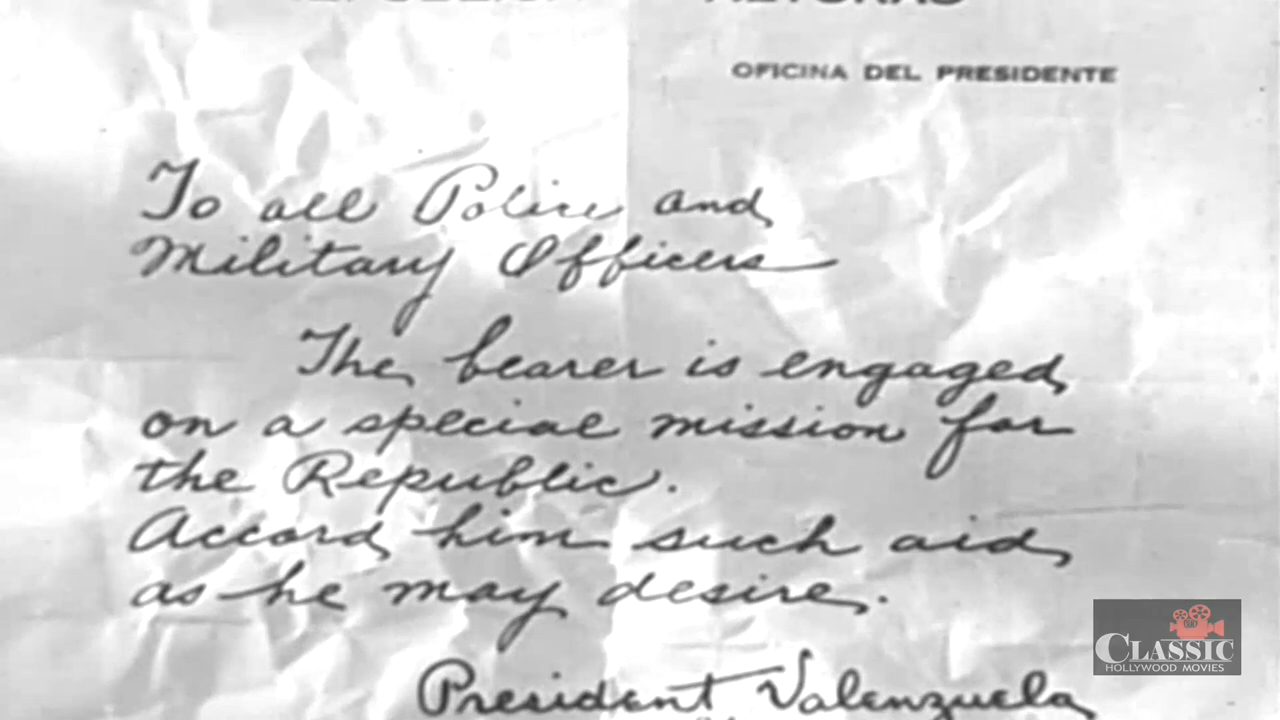 OFICINA DEL PRESIDENTE
To all Police and
Military Officers
The bearer is engaged
on a special mission for
the Republic.
Accord him such aid
as he may desire.
President Valenzuela
CLASSIC
HOLLYWOOD MOVIES